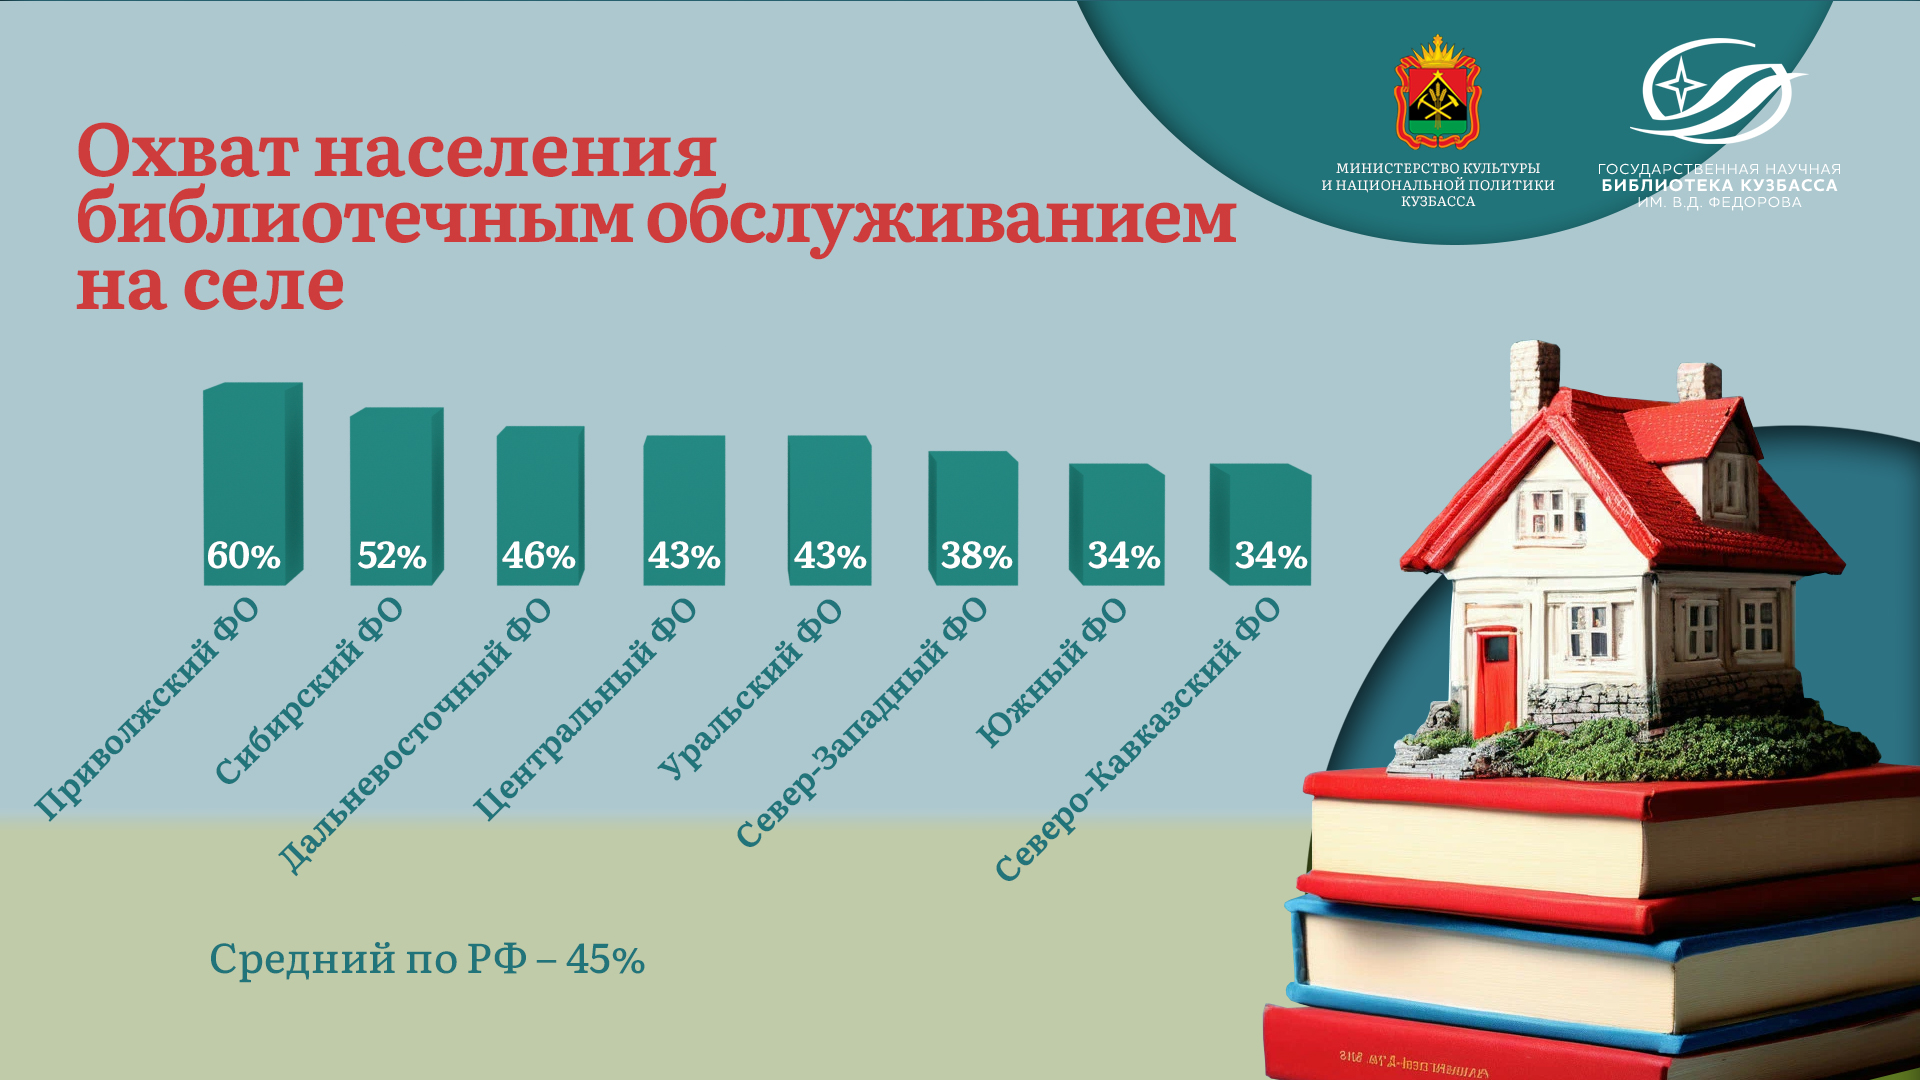 МИНИСТЕРСТВО КУЛЬТУРЫ
И НАЦИОНАЛЬНОЙ ПОЛИТИКИ
КУЗБАССА
ГОСУДАРСТВЕННАЯ НАУЧНАЯ
БИБЛИОТЕКА КУЗБАССА
ИМ. В.Д. ФЕДОРОВА
Охват населения
библиотечным обслуживанием
на селе
60%
52%
46%
43%
43%
38%
34%
34%
Приволжский ФО
Сибирский ФО
Дальневосточный ФО
Центральный ФО
Уральский ФО
Север-Западный ФО
Южный ФО
Северо-Кавказский ФО
Средний по РФ – 45%